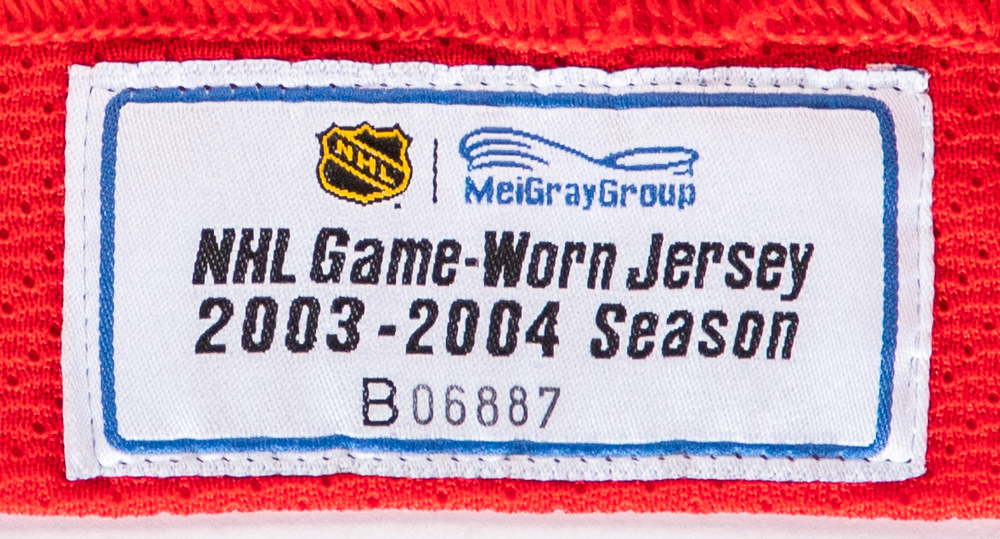 NHL
MeiGrayGroup
NHL Game-Worn Jersey
2003-2004 Season
B06887